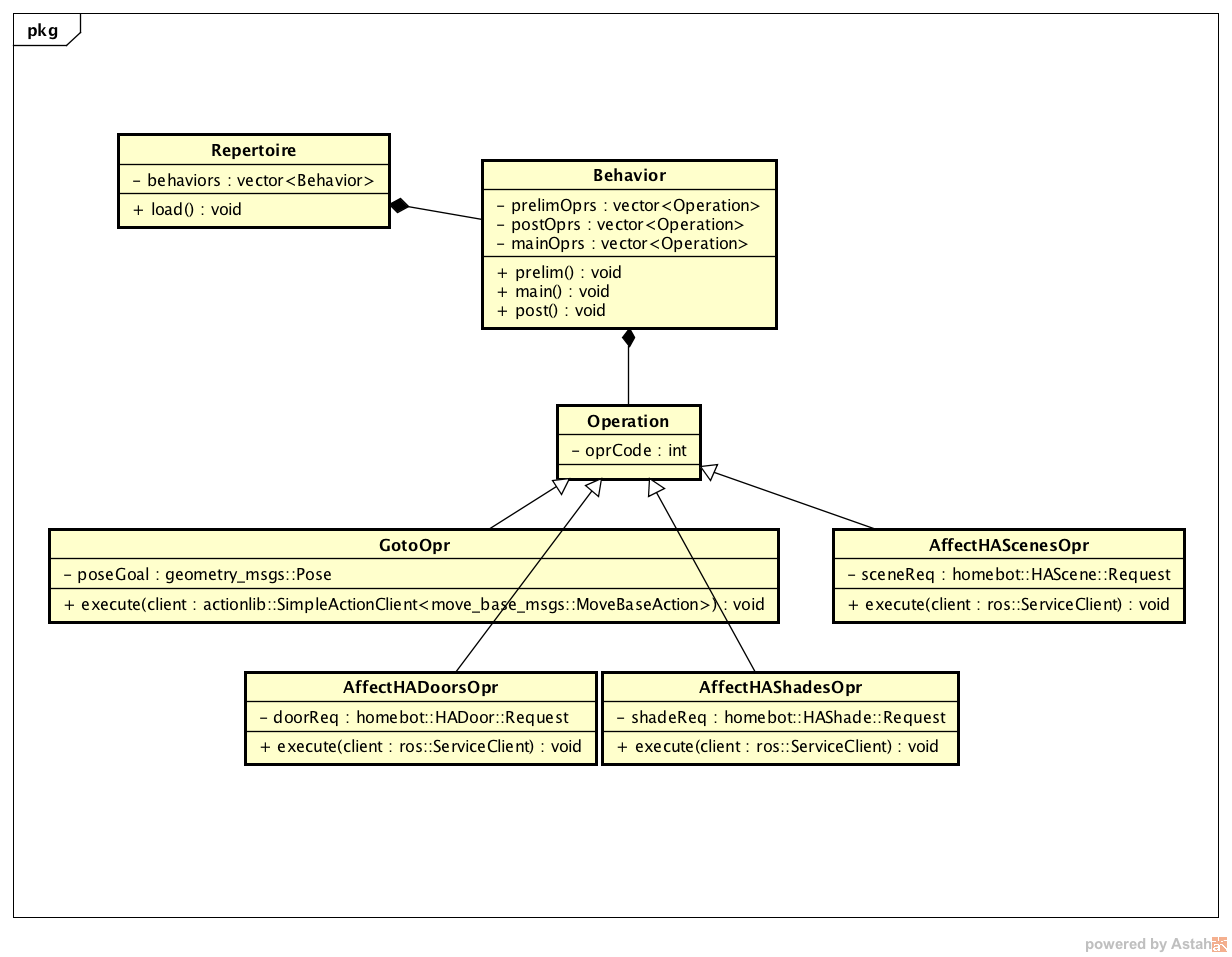 pkg
Repertoire
- behaviors : vector<Behavior>
+ load() : void
Behavior
- prelimOprs : vector<Operation>
- postOprs : vector<Operation>
- mainOprs : vector<Operation>
+ prelim() : void
+ main() : void
+ post() : void
Operation
- oprCode : int
GotoOpr
- poseGoal : geometry_msgs::Pose
+ execute(client : actionlib::SimpleActionClient<move_base_msgs::MoveBaseAction>) : void
AffectHAScenesOpr
- sceneReq : homebot::HAScene::Request
+ execute(client : ros::ServiceClient) : void
AffectHADoorsOpr
- doorReq : homebot::HADoor::Request
+ execute(client : ros::ServiceClient) : void
AffectHAShadesOpr
- shadeReq : homebot::HAShade::Request
+ execute(client : ros::ServiceClient) : void
powered by Astah